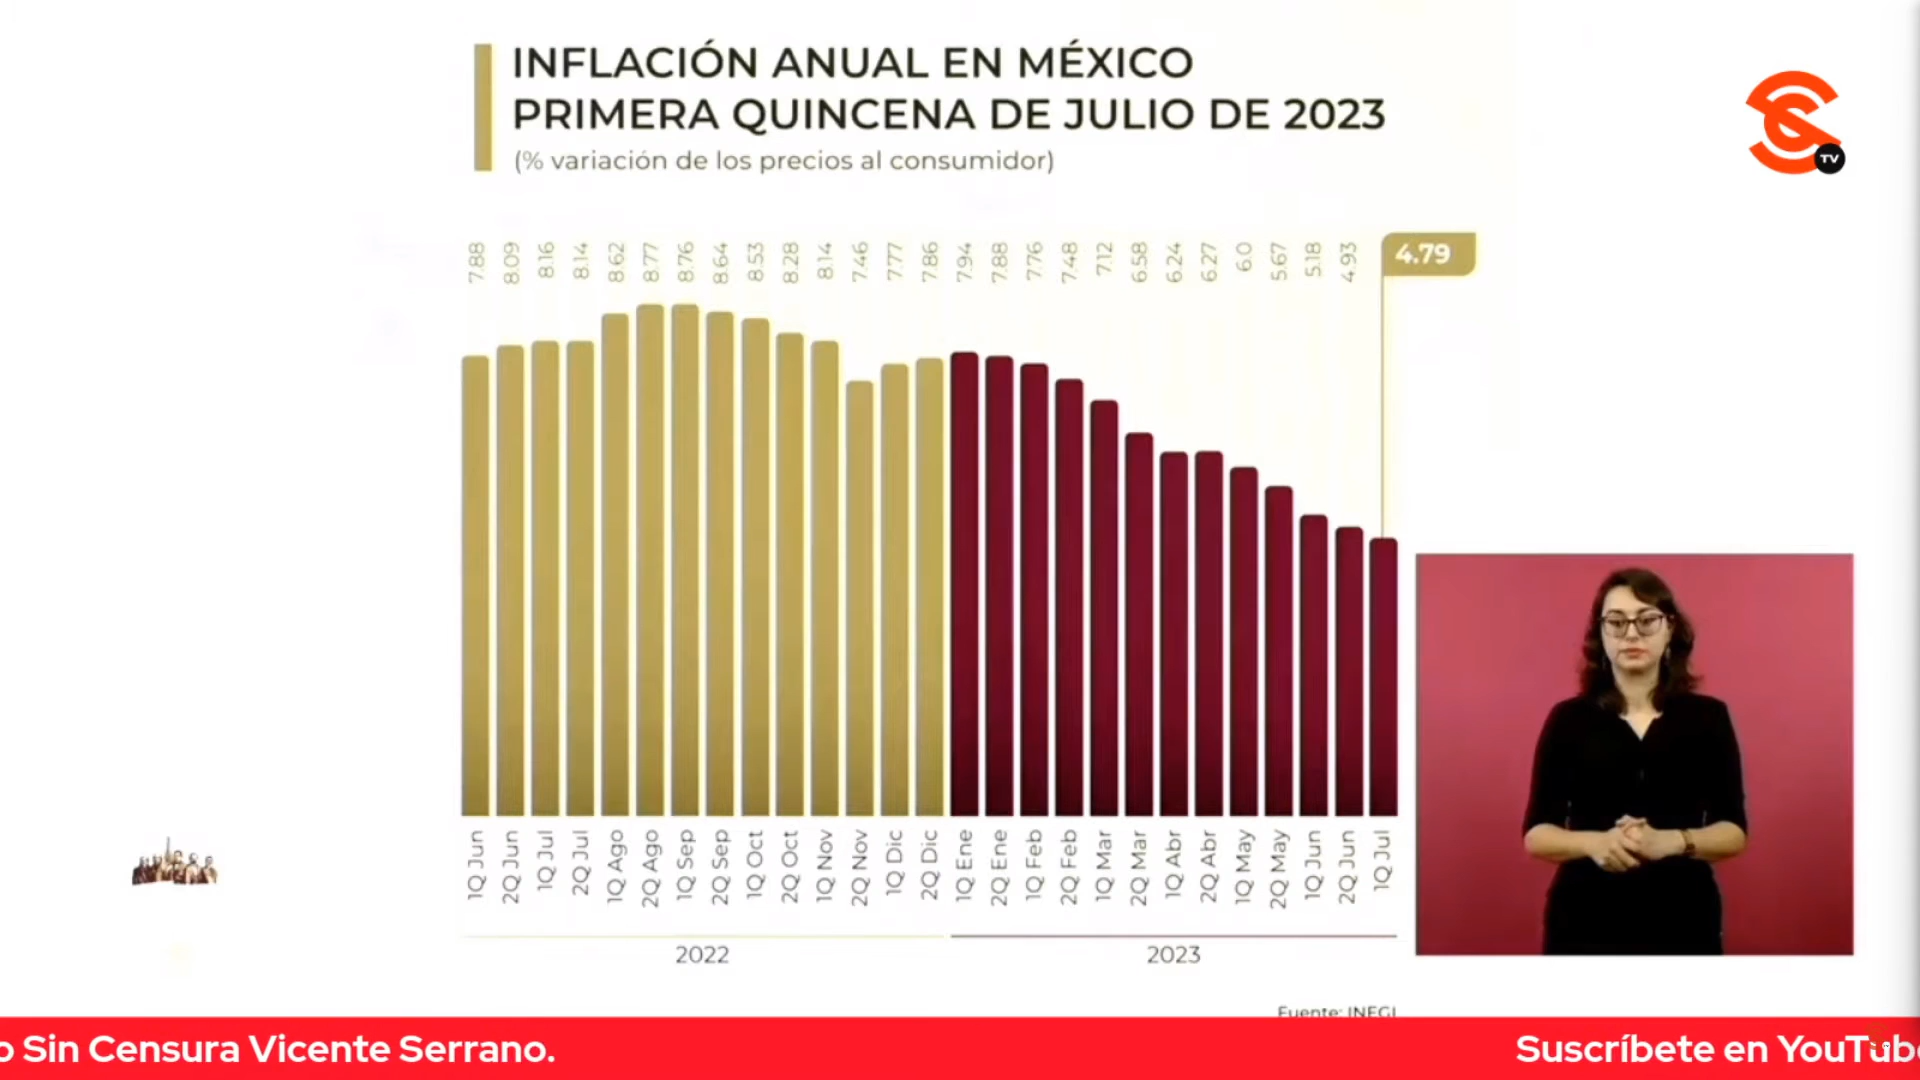 INFLACIÓN ANUAL EN MÉXICO
PRIMERA QUINCENA DE JULIO DE 2023
(% variación de los precios al consumidor)
TV
7.88 8.09 8.16 8.14 8.62 8.77 8.76 8.64 8.53 8.28 8.14 7.46 7.77 7.86 7.94 7.88 7.76 7.48 7.12 6.58 6.24 6.27 6.0 5.67 5.18 4.93 4.79
1Q Jun 2Q Jun 1Q Jul 2Q Jul 1Q Ago 2Q Ago 1Q Sep 2Q Sep 1Q Oct 2Q Oct 1Q Nov 2Q Nov 1Q Dic 2Q Dic 1Q Ene 2Q Ene 1Q Feb 2Q Feb 1Q Mar 2Q Mar 1Q Abr 2Q Abr 1Q May 2Q May 1Q Jun 2Q Jun 1Q Jul
2022 2023
Fuente: INEGI
o Sin Censura Vicente Serrano. Suscríbete en YouTube